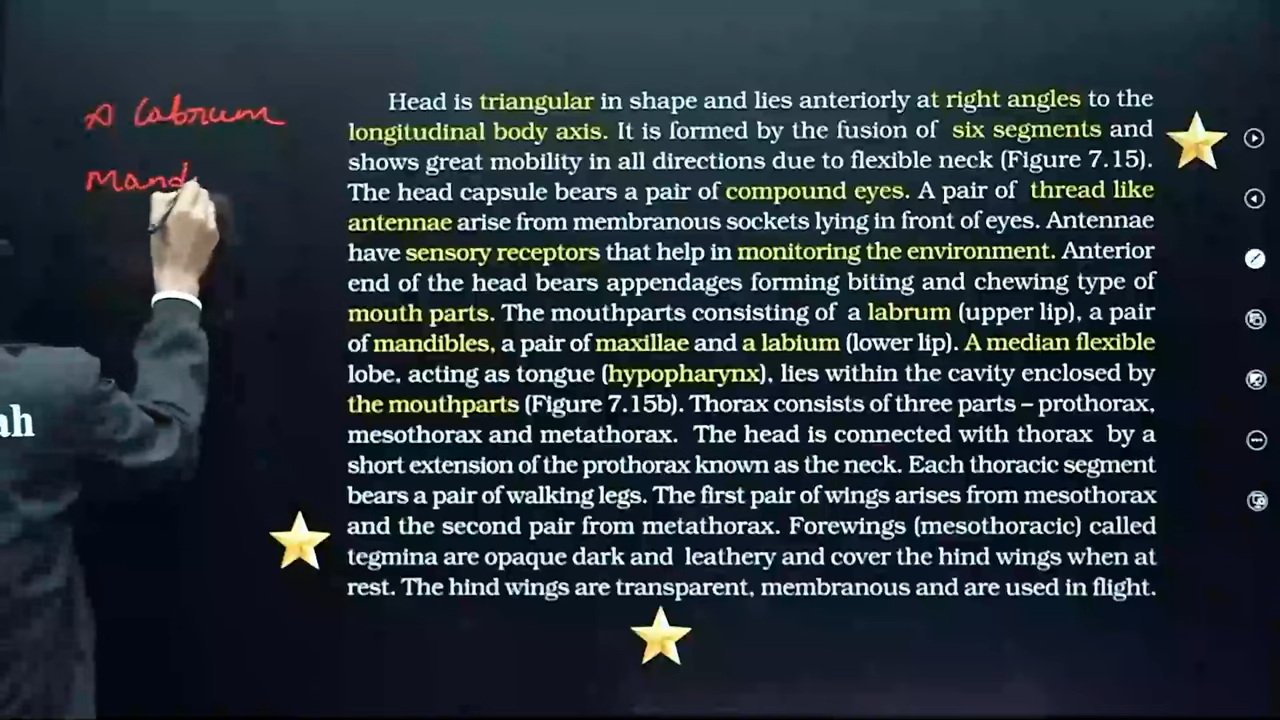 A Labrum
Mand
ah
Head is triangular in shape and lies anteriorly at right angles to the
longitudinal body axis. It is formed by the fusion of six segments and
shows great mobility in all directions due to flexible neck (Figure 7.15).
The head capsule bears a pair of compound eyes. A pair of thread like
antennae arise from membranous sockets lying in front of eyes. Antennae
have sensory receptors that help in monitoring the environment. Anterior
end of the head bears appendages forming biting and chewing type of
mouth parts. The mouthparts consisting of a labrum (upper lip), a pair
of mandibles, a pair of maxillae and a labium (lower lip). A median flexible
lobe, acting as tongue (hypopharynx), lies within the cavity enclosed by
the mouthparts (Figure 7.15b). Thorax consists of three parts – prothorax,
mesothorax and metathorax. The head is connected with thorax by a
short extension of the prothorax known as the neck. Each thoracic segment
bears a pair of walking legs. The first pair of wings arises from mesothorax
and the second pair from metathorax. Forewings (mesothoracic) called
tegmina are opaque dark and leathery and cover the hind wings when at
rest. The hind wings are transparent, membranous and are used in flight.